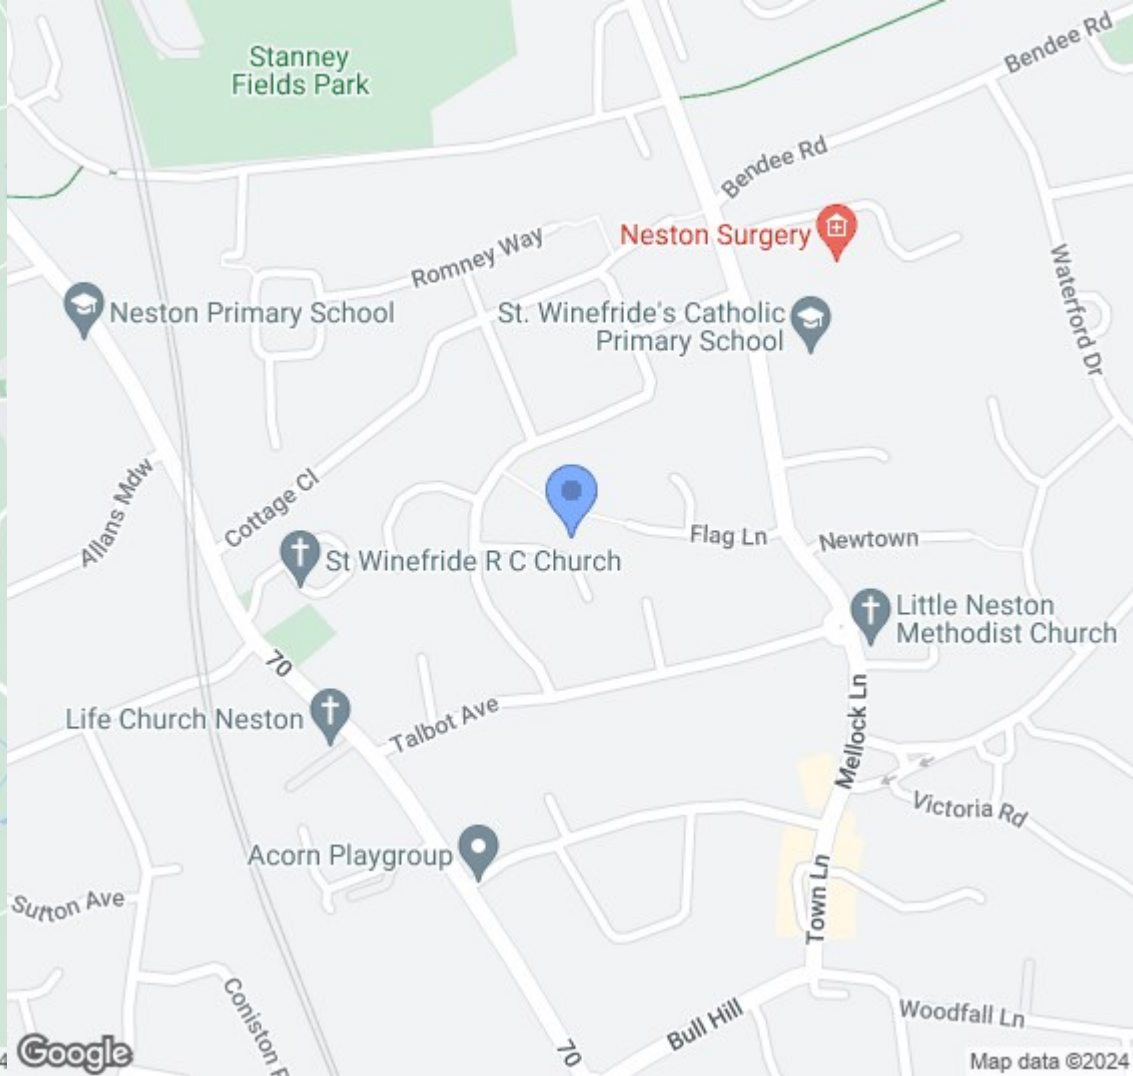 Stanney
Fields Park
Bendee Rd
Bendee Rd
Neston Surgery
Romney Way
Neston Primary School
St. Winefride's Catholic
Primary School
Waterford Dr
Allans Mdw
Cottage Cl
Flag Ln
Newtown
St Winefride R C Church
Little Neston
Methodist Church
70
Life Church Neston
Talbot Ave
Mellock Ln
Victoria Rd
Acorn Playgroup
Sutton Ave
Town Ln
Coniston
Bull Hill
Woodfall Ln
70
Google
Map data ©2024